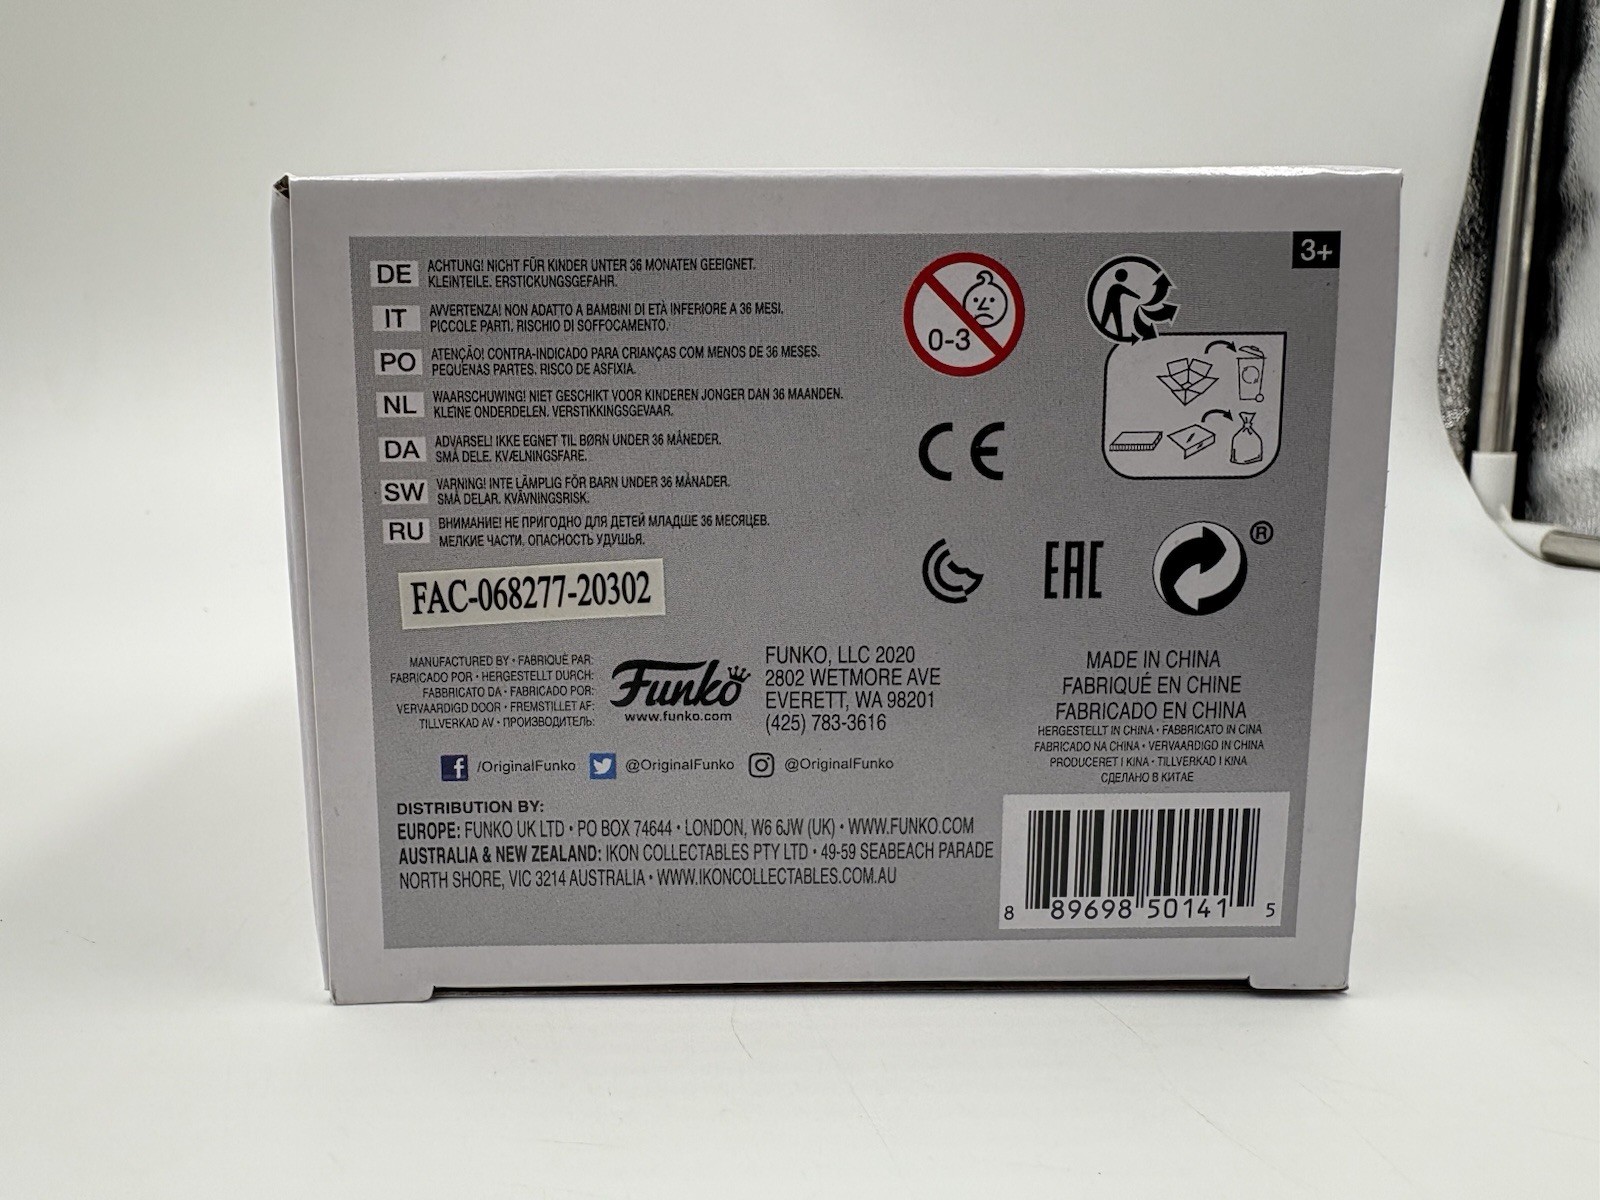 3+
DE
ACHTUNG! NICHT FÜR KINDER UNTER 36 MONATEN GEEIGNET.
KLEINTEILE. ERSTICKUNGSGEFAHR.
IT
AVVERTENZA! NON ADATTO A BAMBINI DI ETÀ INFERIORE A 36 MESI.
PICCOLE PARTI. RISCHIO DI SOFFOCAMENTO.
PO
ATENÇÃO! CONTRA-INDICADO PARA CRIANÇAS COM MENOS DE 36 MESES.
PEQUENAS PARTES. RISCO DE ASFIXIA.
NL
WAARSCHUWING! NIET GESCHIKT VOOR KINDEREN JONGER DAN 36 MAANDEN.
KLEINE ONDERDELEN. VERSTIKKINGSGEVAAR.
DA
ADVARSEL! IKKE EGNET TIL BØRN UNDER 36 MÅNEDER.
SMÅ DELE. KVÆLNINGSFARE.
SW
VARNING! INTE LÄMPLIG FÖR BARN UNDER 36 MÅNADER.
SMÅ DELAR. KVÄVNINGSRISK.
RU
ВНИМАНИЕ! НЕ ПРИГОДНО ДЛЯ ДЕТЕЙ МЛАДШЕ 36 МЕСЯЦЕВ.
МЕЛКИЕ ЧАСТИ. ОПАСНОСТЬ УДУШЬЯ.
0-3
CE
EAC
®
FAC-068277-20302
MANUFACTURED BY • FABRIQUÉ PAR:
FABRICADO POR • HERGESTELLT DURCH:
FABBRICATO DA • FABRICADO POR:
VERVAARDIGD DOOR • FREMSTILLET AF:
TILLVERKAD AV • ПРОИЗВОДИТЕЛЬ:
Funko
www.funko.com
FUNKO, LLC 2020
2802 WETMORE AVE
EVERETT, WA 98201
(425) 783-3616
MADE IN CHINA
FABRIQUÉ EN CHINE
FABRICADO EN CHINA
HERGESTELLT IN CHINA • FABBRICATO IN CINA
FABRICADO NA CHINA • VERVAARDIGD IN CHINA
PRODUCERET I KINA • TILLVERKAD I KINA
СДЕЛАНО В КИТАЕ
f /OriginalFunko @OriginalFunko @OriginalFunko
DISTRIBUTION BY:
EUROPE: FUNKO UK LTD • PO BOX 74644 • LONDON, W6 6JW (UK) • WWW.FUNKO.COM
AUSTRALIA & NEW ZEALAND: IKON COLLECTABLES PTY LTD • 49-59 SEABEACH PARADE
NORTH SHORE, VIC 3214 AUSTRALIA • WWW.IKONCOLLECTABLES.COM.AU
8 89698 50141 5